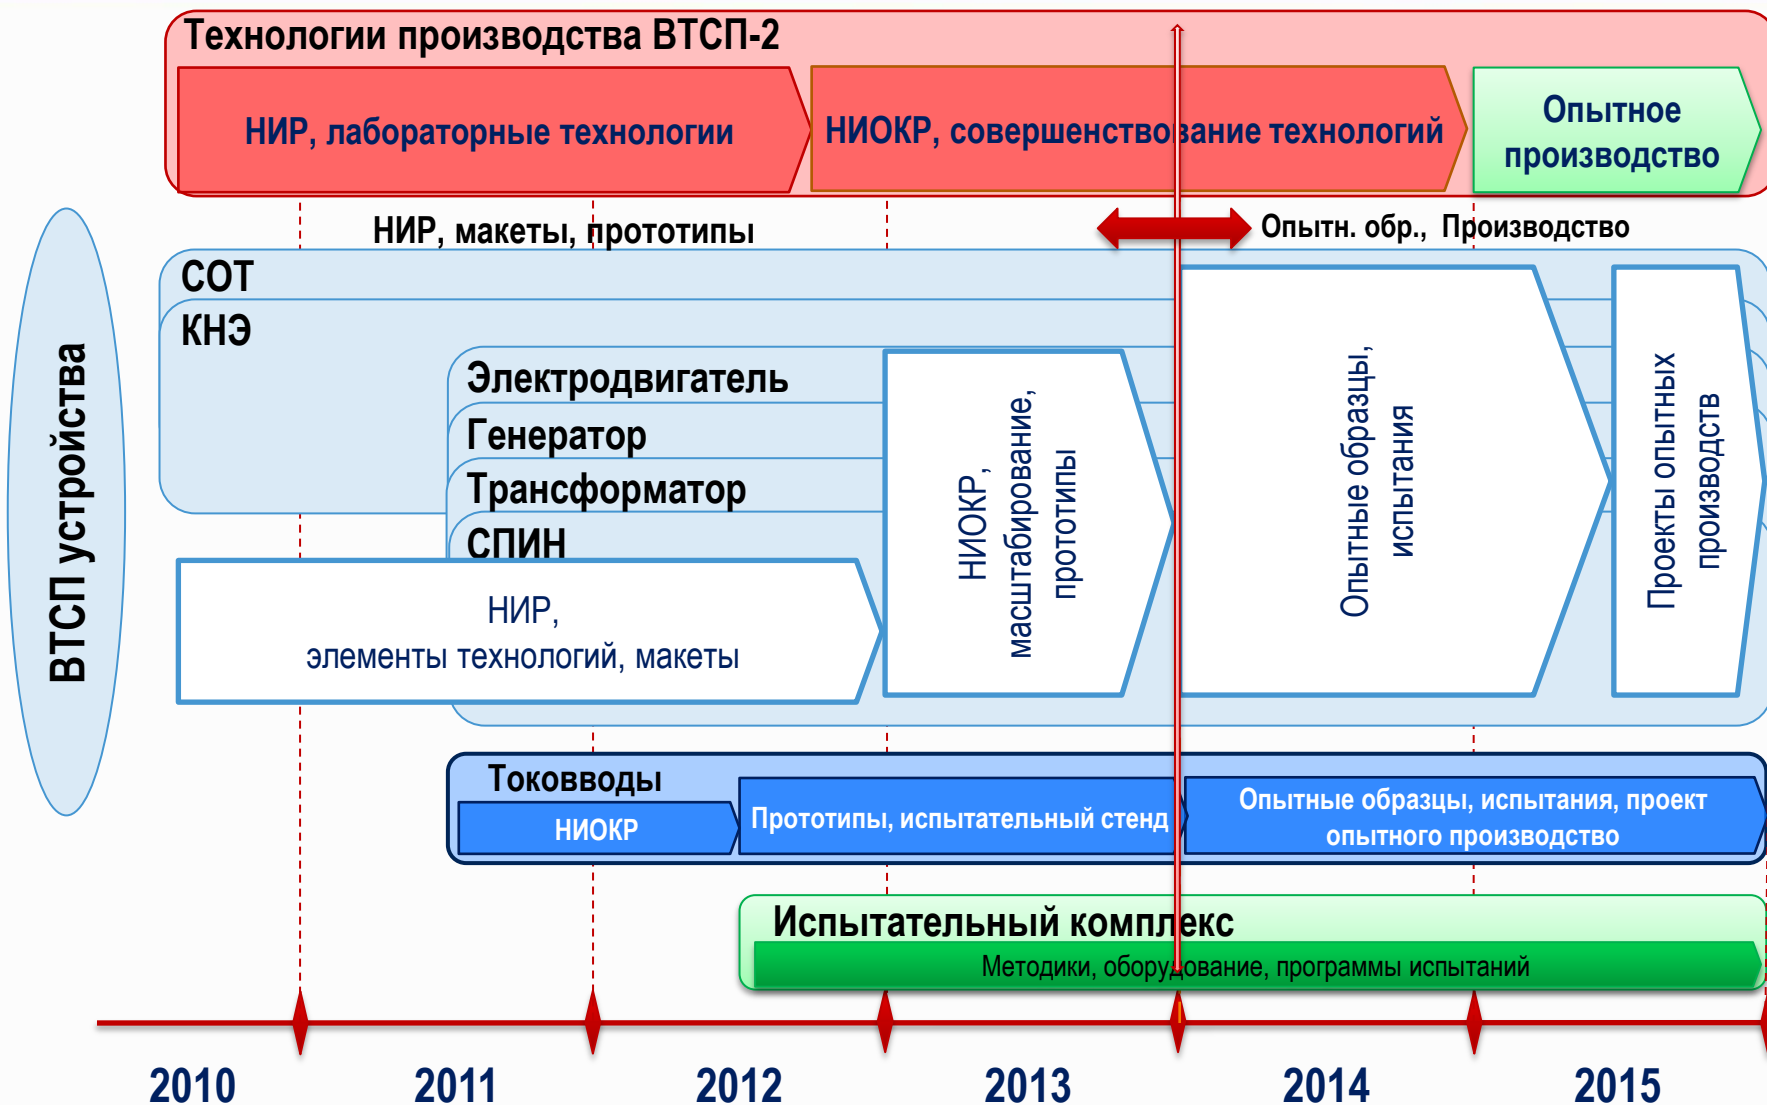 Технологии производства ВТСП-2
НИР, лабораторные технологии
НИОКР, совершенствование технологий
Опытное
производство
НИР, макеты, прототипы
Опытн. обр., Производство
ВТСП устройства
СОТ
КНЭ
Электродвигатель
Генератор
Трансформатор
СПИН
НИР,
элементы технологий, макеты
НИОКР,
масштабирование,
прототипы
Опытные образцы,
испытания
Проекты опытных
производств
Токовводы
НИОКР
Прототипы, испытательный стенд
Опытные образцы, испытания, проект
опытного производство
Испытательный комплекс
Методики, оборудование, программы испытаний
2010
2011
2012
2013
2014
2015